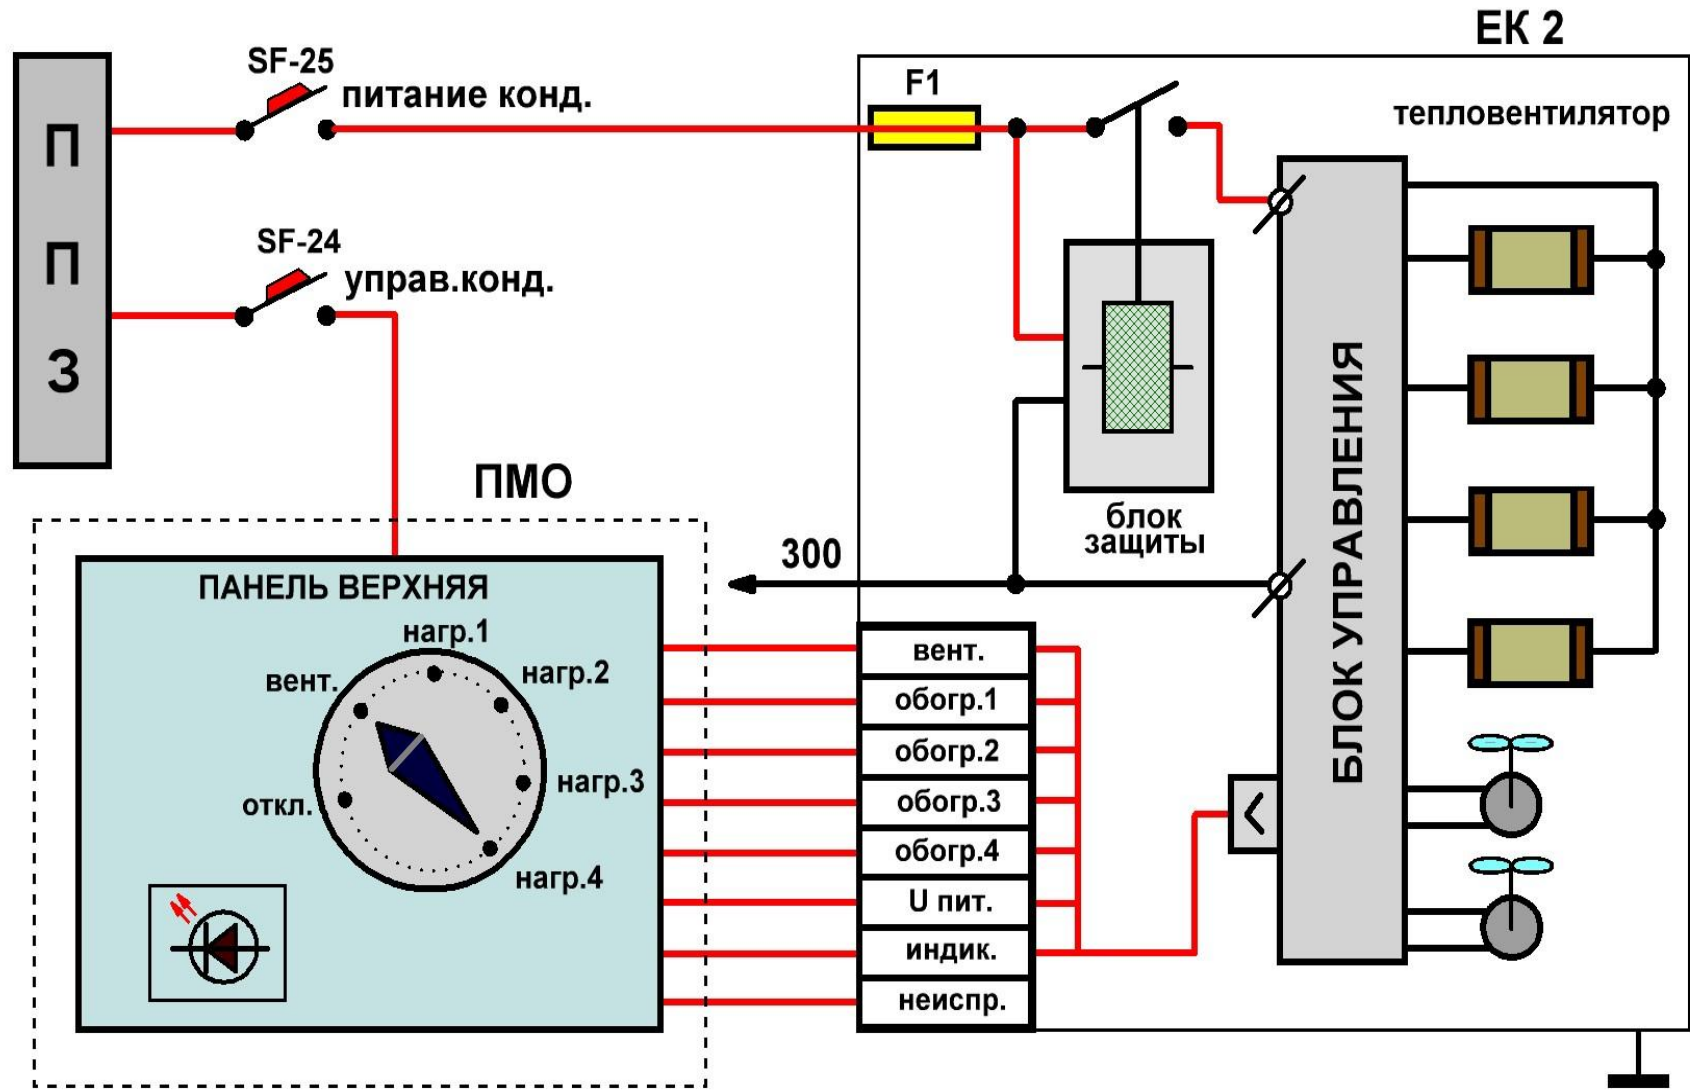 ЕК 2
SF-25
питание конд.
F1
тепловентилятор
П
П
З
SF-24
управ.конд.
ПМО
блок
защиты
БЛОК УПРАВЛЕНИЯ
300
ПАНЕЛЬ ВЕРХНЯЯ
нагр.1
вент.
нагр.2
нагр.3
откл.
нагр.4
вент.
обогр.1
обогр.2
обогр.3
обогр.4
U пит.
индик.
неиспр.